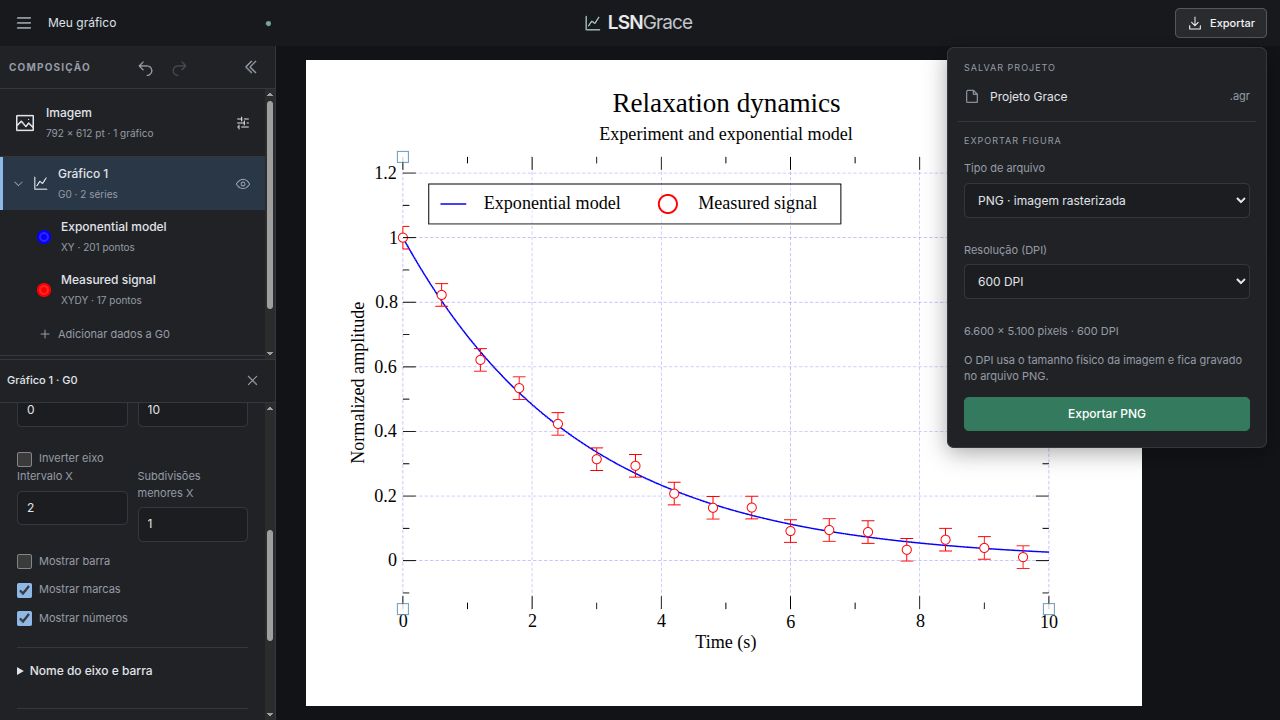 Meu gráfico
LSNGrace
Exportar
COMPOSIÇÃO
Imagem
792 × 612 pt · 1 gráfico
Gráfico 1
G0 · 2 séries
Exponential model
XY · 201 pontos
Measured signal
XYDY · 17 pontos
Adicionar dados a G0
Gráfico 1 · G0
0
10
Inverter eixo
Intervalo X
Subdivisões menores X
2
1
Mostrar barra
Mostrar marcas
Mostrar números
Nome do eixo e barra
Relaxation dynamics
Experiment and exponential model
Exponential model
Measured signal
Normalized amplitude
1.2
1
0.8
0.6
0.4
0.2
0
0
2
4
6
8
10
Time (s)
SALVAR PROJETO
Projeto Grace
.agr
EXPORTAR FIGURA
Tipo de arquivo
PNG · imagem rasterizada
Resolução (DPI)
600 DPI
6.600 × 5.100 pixels · 600 DPI
O DPI usa o tamanho físico da imagem e fica gravado
no arquivo PNG.
Exportar PNG